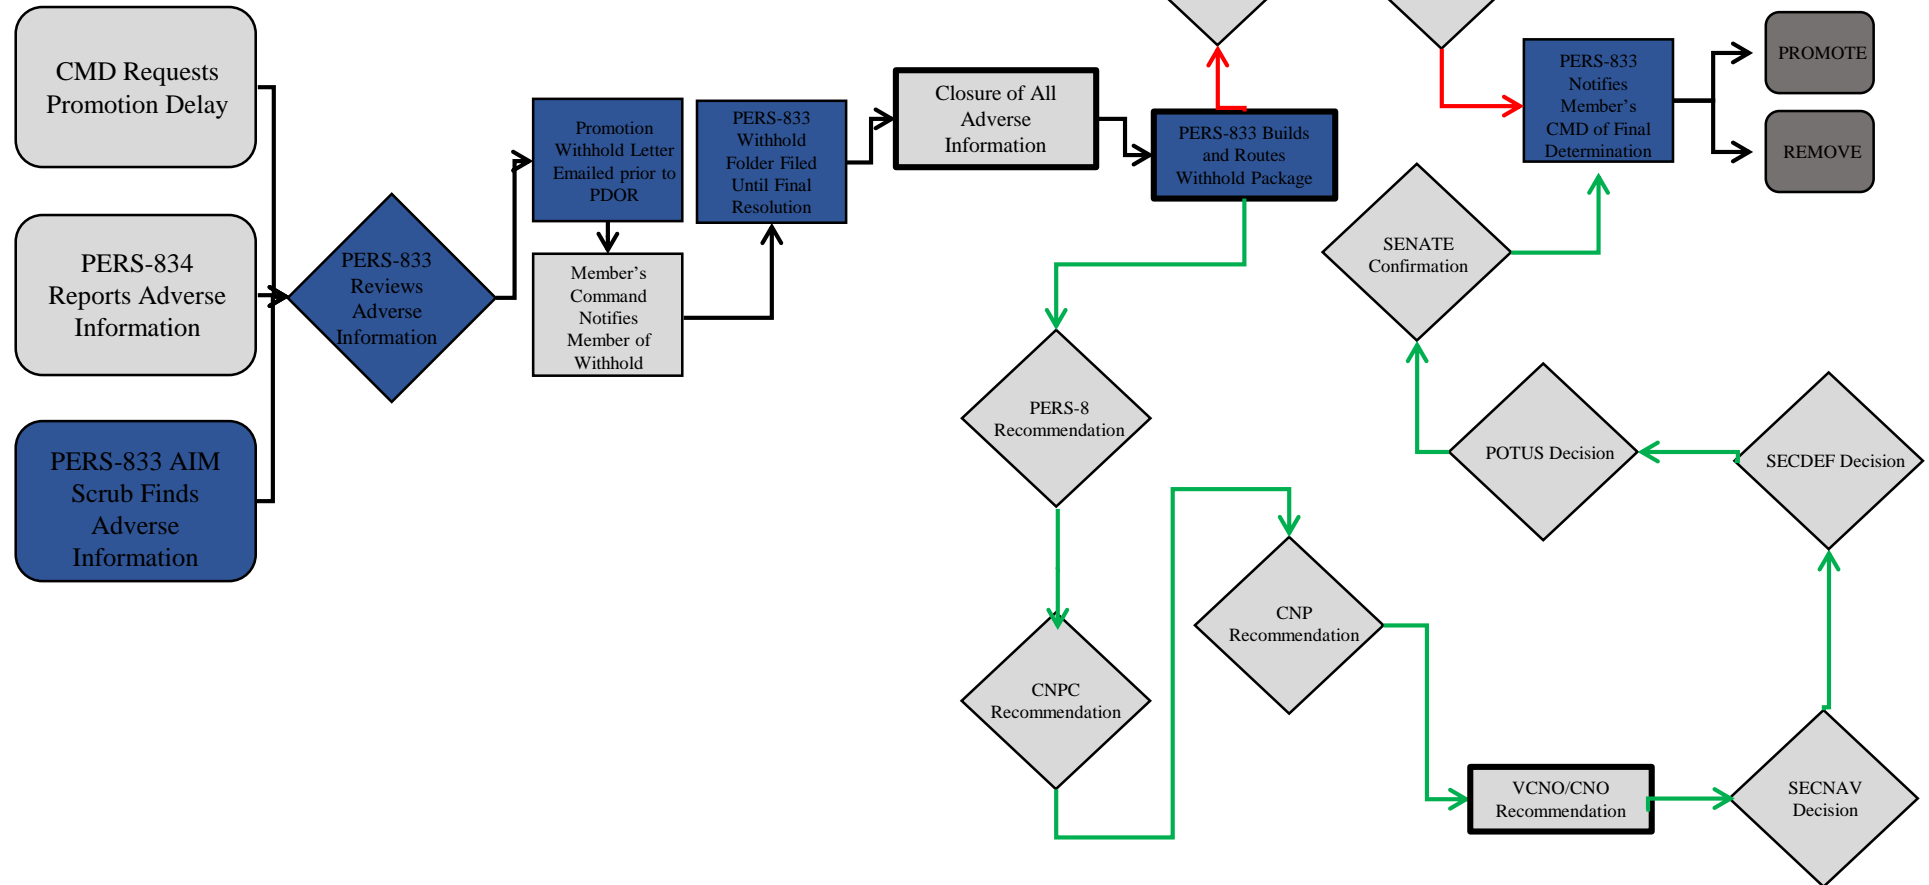 CMD Requests
Promotion Delay
PERS-834
Reports Adverse
Information
PERS-833 AIM
Scrub Finds
Adverse
Information
PERS-833
Reviews
Adverse
Information
Promotion
Withhold Letter
Emailed prior to
PDOR
Member’s
Command
Notifies
Member of
Withhold
PERS-833
Withhold
Folder Filed
Until Final
Resolution
Closure of All
Adverse
Information
PERS-833 Builds
and Routes
Withhold Package
PERS-8
Recommendation
CNPC
Recommendation
CNP
Recommendation
VCNO/CNO
Recommendation
SECNAV
Decision
SECDEF Decision
POTUS Decision
SENATE
Confirmation
PERS-833
Notifies
Member’s
CMD of Final
Determination
PROMOTE
REMOVE